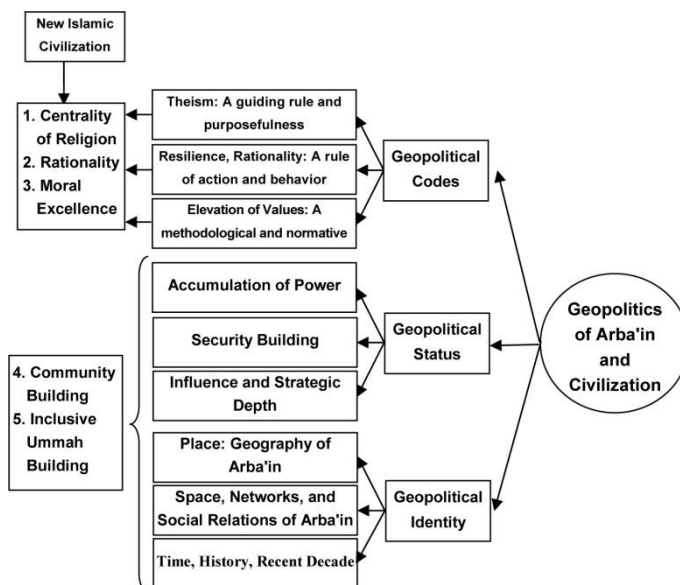 New Islamic
Civilization
1. Centrality
of Religion
2. Rationality
3. Moral
Excellence
Theism: A guiding rule and
purposefulness
Resilience, Rationality: A rule
of action and behavior
Elevation of Values: A
methodological and normative
Geopolitical
Codes
Accumulation of Power
Security Building
Influence and Strategic
Depth
Geopolitical
Status
Geopolitics
of Arba'in
and
Civilization
4. Community
Building
5. Inclusive
Ummah
Building
Place: Geography of
Arba'in
Space, Networks, and
Social Relations of Arba'in
Time, History, Recent Decade
Geopolitical
Identity